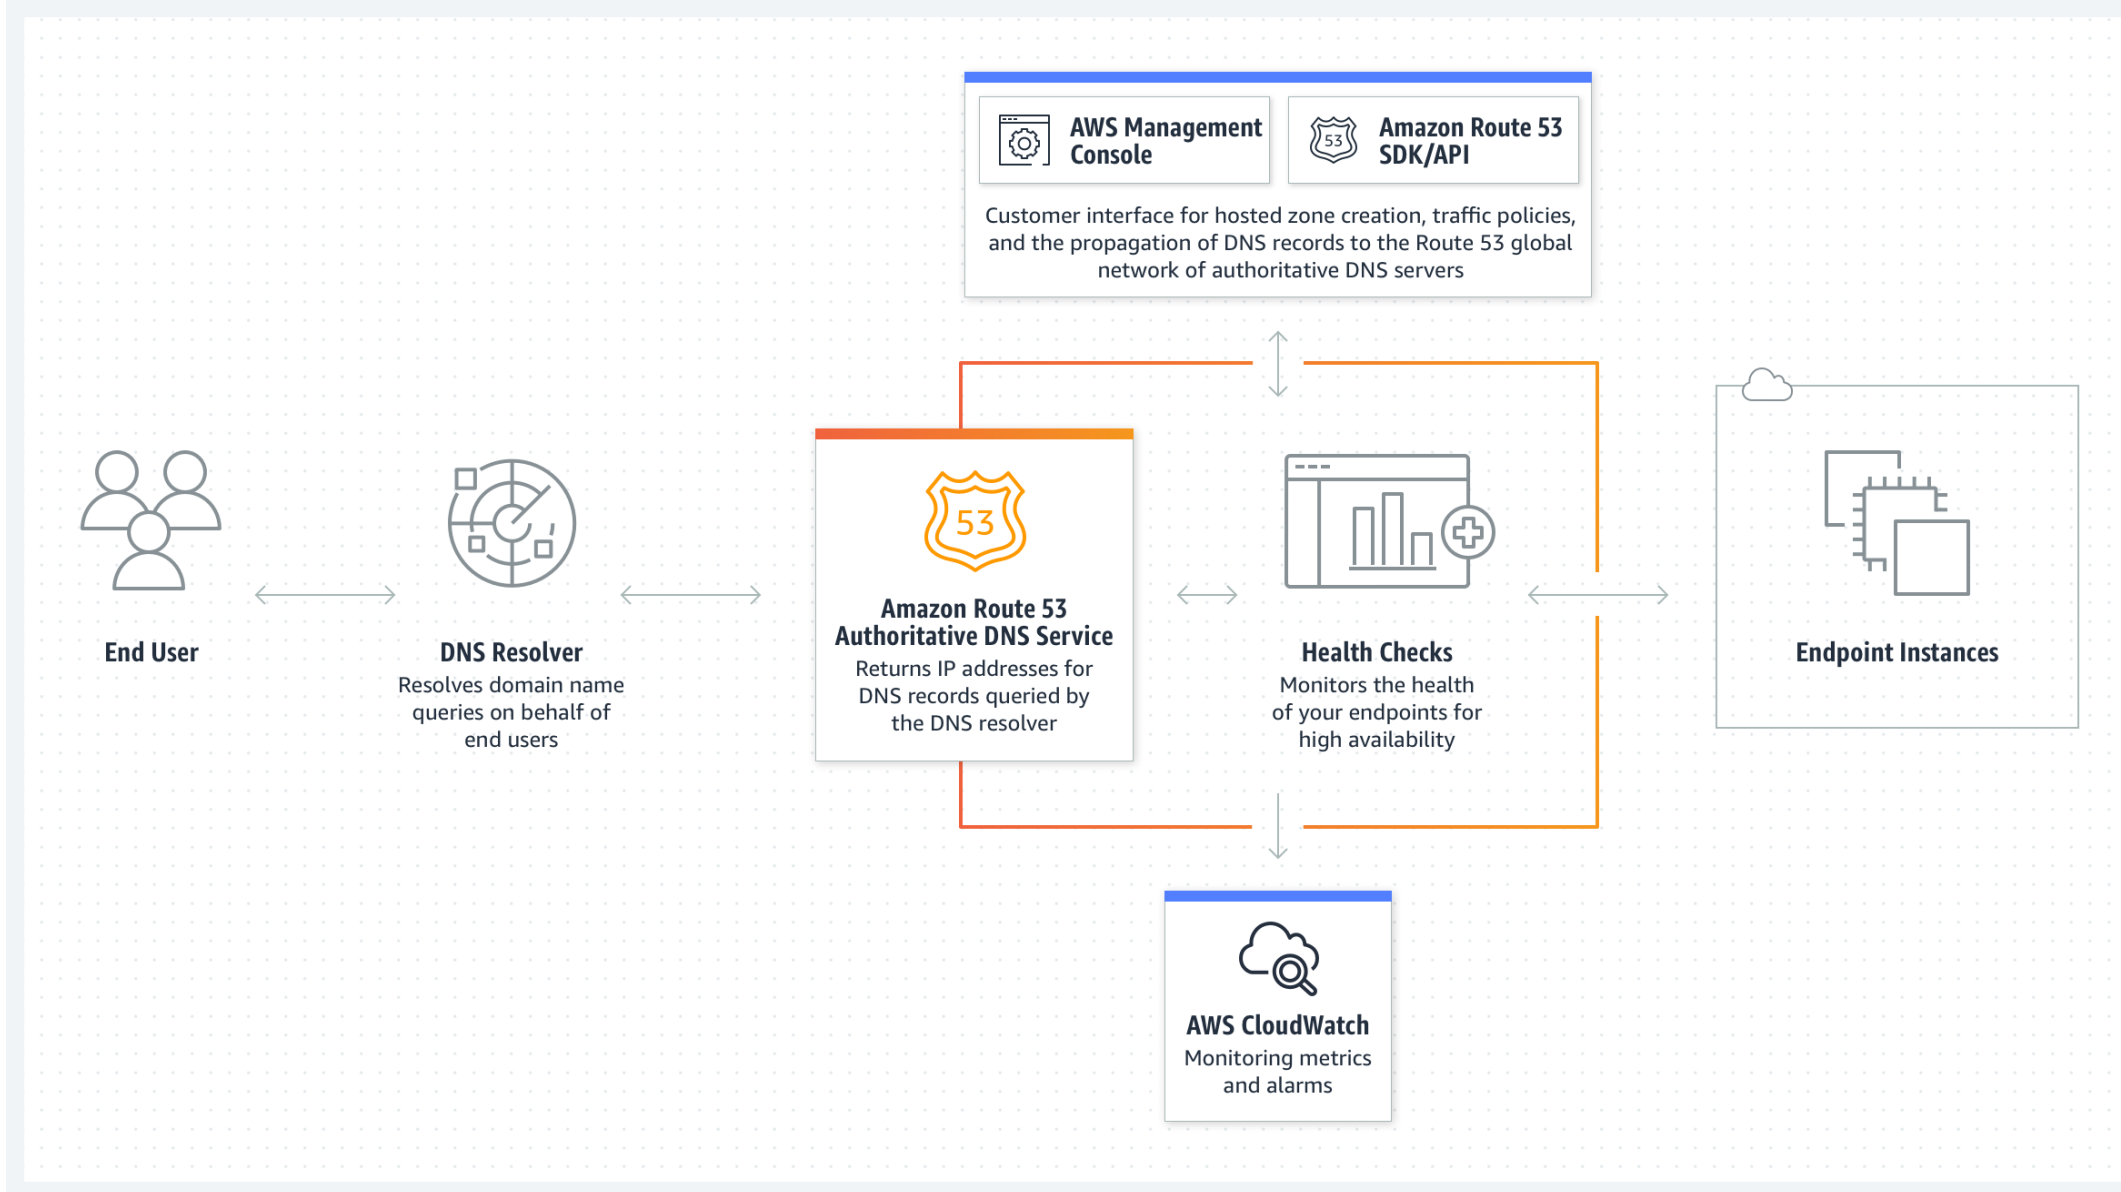 AWS Management
Console
53
Amazon Route 53
SDK/API
Customer interface for hosted zone creation, traffic policies,
and the propagation of DNS records to the Route 53 global
network of authoritative DNS servers
End User
DNS Resolver
Resolves domain name
queries on behalf of
end users
53
Amazon Route 53
Authoritative DNS Service
Returns IP addresses for
DNS records queried by
the DNS resolver
Health Checks
Monitors the health
of your endpoints for
high availability
Endpoint Instances
AWS CloudWatch
Monitoring metrics
and alarms